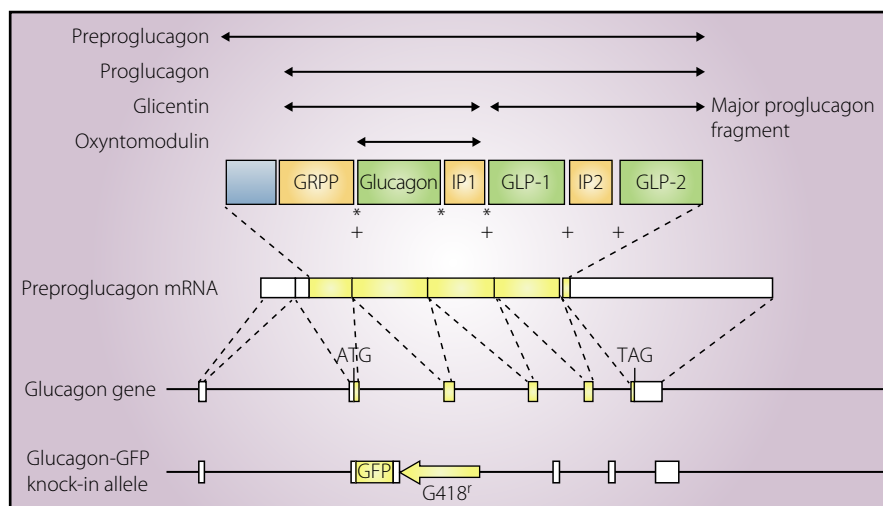 Preproglucagon
Proglucagon
Glicentin
Major proglucagon
fragment
Oxyntomodulin
GRPP Glucagon IP1 GLP-1 IP2 GLP-2
* * *
+ + + +
Preproglucagon mRNA
ATG TAG
Glucagon gene
Glucagon-GFP
knock-in allele
GFP
G418r